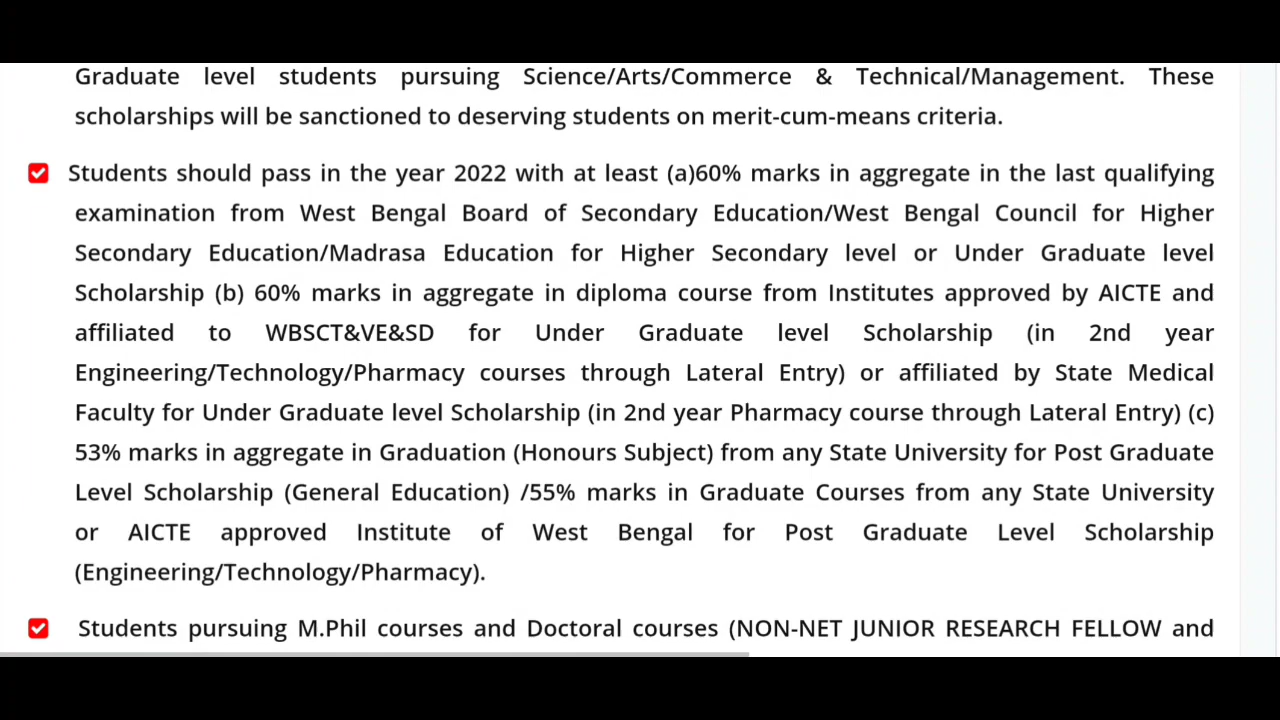 Graduate level students pursuing Science/Arts/Commerce & Technical/Management. These
scholarships will be sanctioned to deserving students on merit-cum-means criteria.
Students should pass in the year 2022 with at least (a)60% marks in aggregate in the last qualifying
examination from West Bengal Board of Secondary Education/West Bengal Council for Higher
Secondary Education/Madrasa Education for Higher Secondary level or Under Graduate level
Scholarship (b) 60% marks in aggregate in diploma course from Institutes approved by AICTE and
affiliated to WBSCT&VE&SD for Under Graduate level Scholarship (in 2nd year
Engineering/Technology/Pharmacy courses through Lateral Entry) or affiliated by State Medical
Faculty for Under Graduate level Scholarship (in 2nd year Pharmacy course through Lateral Entry) (c)
53% marks in aggregate in Graduation (Honours Subject) from any State University for Post Graduate
Level Scholarship (General Education) /55% marks in Graduate Courses from any State University
or AICTE approved Institute of West Bengal for Post Graduate Level Scholarship
(Engineering/Technology/Pharmacy).
Students pursuing M.Phil courses and Doctoral courses (NON-NET JUNIOR RESEARCH FELLOW and